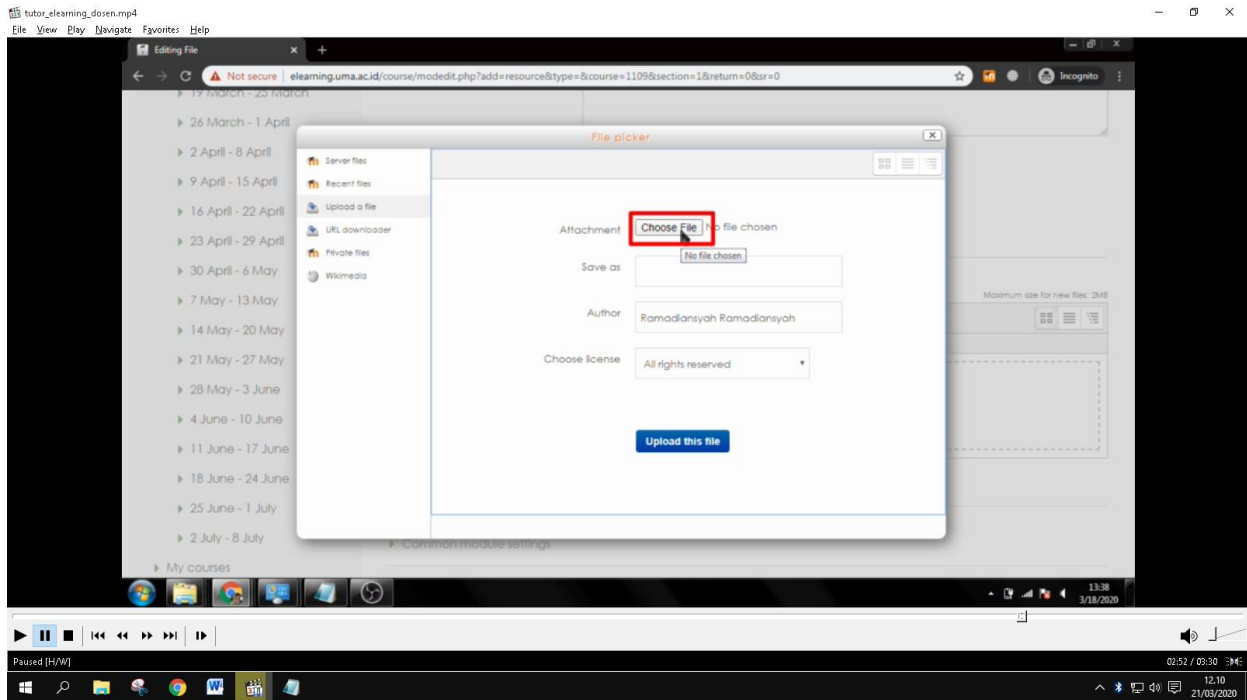 tutor_elearning_dosen.mp4
File View Play Navigate Favorites Help
Editing File
Not secure elearning.uma.ac.id/course/modedit.php?add=resource&type=&course=1109&section=1&return=0&sr=0
Incognito
19 March - 25 March
26 March - 1 April
2 April - 8 April
9 April - 15 April
16 April - 22 April
23 April - 29 April
30 April - 6 May
7 May - 13 May
14 May - 20 May
21 May - 27 May
28 May - 3 June
4 June - 10 June
11 June - 17 June
18 June - 24 June
25 June - 1 July
2 July - 8 July
My courses
File picker
Server files
Recent files
Upload a file
URL downloader
Private files
Wikimedia
Attachment Choose File No file chosen
No file chosen
Save as
Author Ramadiansyah Ramadiansyah
Choose license All rights reserved
Upload this file
Maximum size for new files: 2MB
Common module settings
13:38
3/18/2020
Paused [H/W]
02:52 / 03:30
12.10
21/03/2020